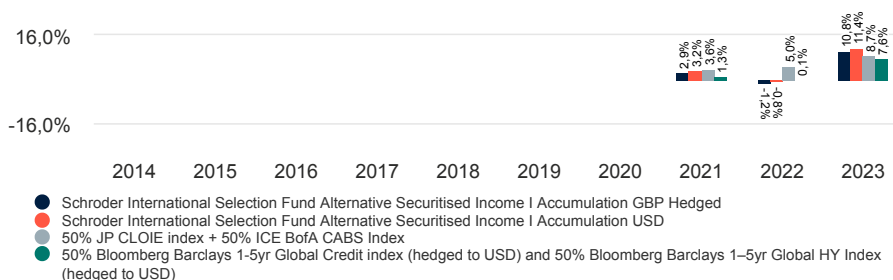 16,0%
2,9%
3,2%
3,6%
1,3%
-1,2%
-0,8%
5,0%
0,1%
10,8%
11,4%
8,7%
7,6%
-16,0%
2014 2015 2016 2017 2018 2019 2020 2021 2022 2023
Schroder International Selection Fund Alternative Securitised Income I Accumulation GBP Hedged
Schroder International Selection Fund Alternative Securitised Income I Accumulation USD
50% JP CLOIE index + 50% ICE BofA CABS Index
50% Bloomberg Barclays 1-5yr Global Credit index (hedged to USD) and 50% Bloomberg Barclays 1–5yr Global HY Index
(hedged to USD)